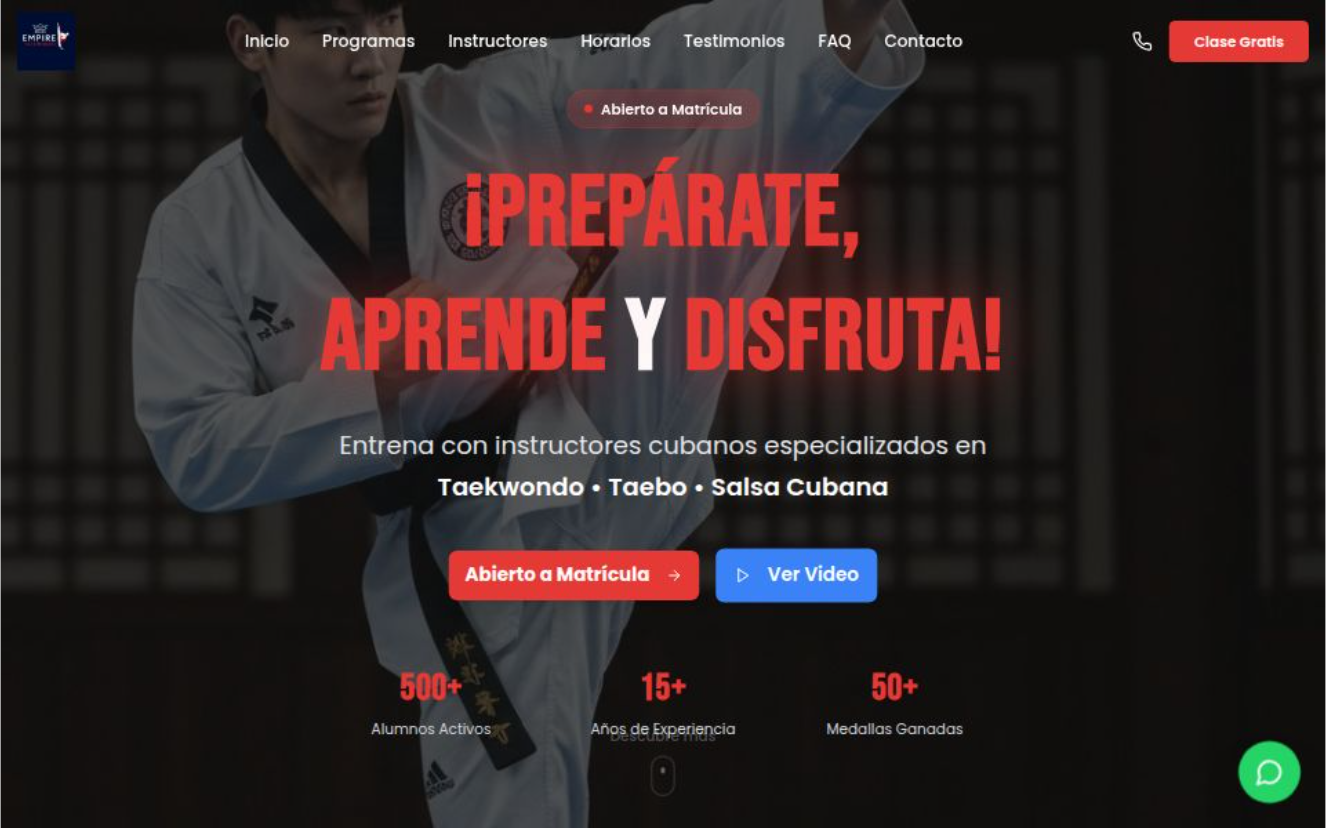 EMPIRE
Inicio Programas Instructores Horarios Testimonios FAQ Contacto
Clase Gratis
Abierto a Matrícula
¡PREPÁRATE,
APRENDE Y DISFRUTA!
Entrena con instructores cubanos especializados en
Taekwondo • Taebo • Salsa Cubana
Abierto a Matrícula →
Ver Video
500+ 15+ 50+
Alumnos Activos Años de Experiencia Medallas Ganadas
Descubre más